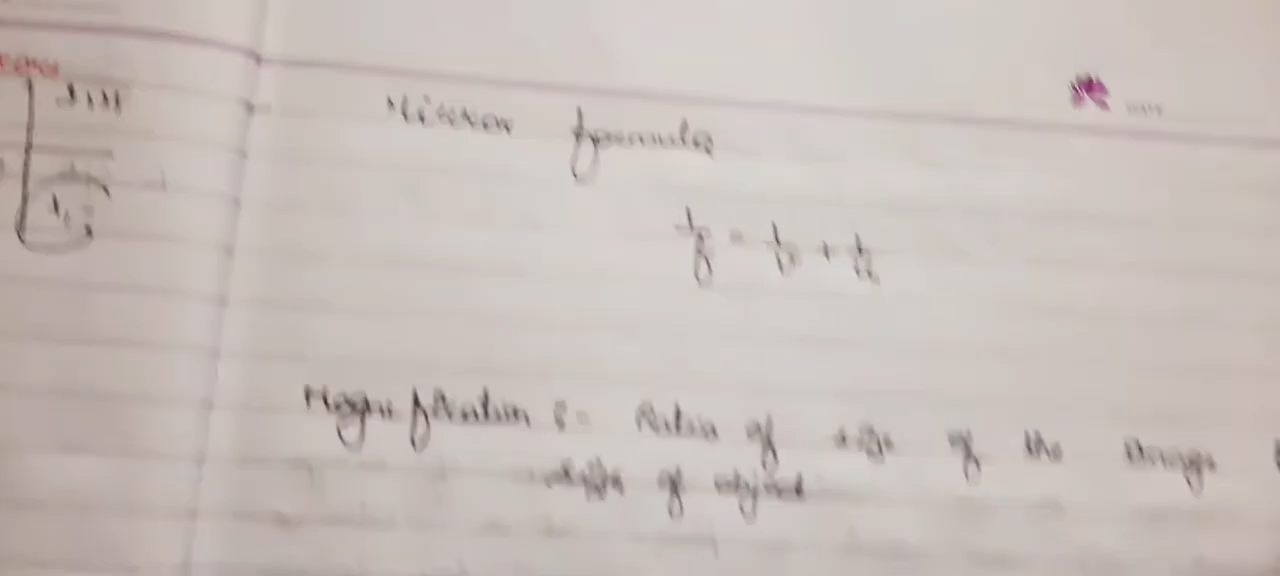 Mirror formula
1/f = 1/v + 1/u
Magnification :- Ratio of size of the Image
size of object